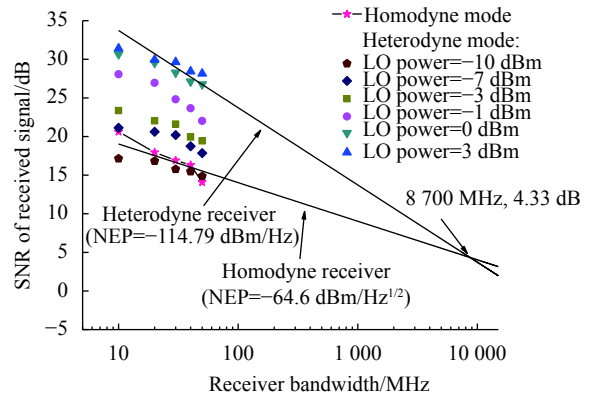 Homodyne mode
Heterodyne mode:
LO power=−10 dBm
LO power=−7 dBm
LO power=−3 dBm
LO power=−1 dBm
LO power=0 dBm
LO power=3 dBm
SNR of received signal/dB
35
30
25
20
15
10
5
0
−5
8 700 MHz, 4.33 dB
Heterodyne receiver
(NEP=−114.79 dBm/Hz)
Homodyne receiver
(NEP=−64.6 dBm/Hz1/2)
10
100
1 000
10 000
Receiver bandwidth/MHz